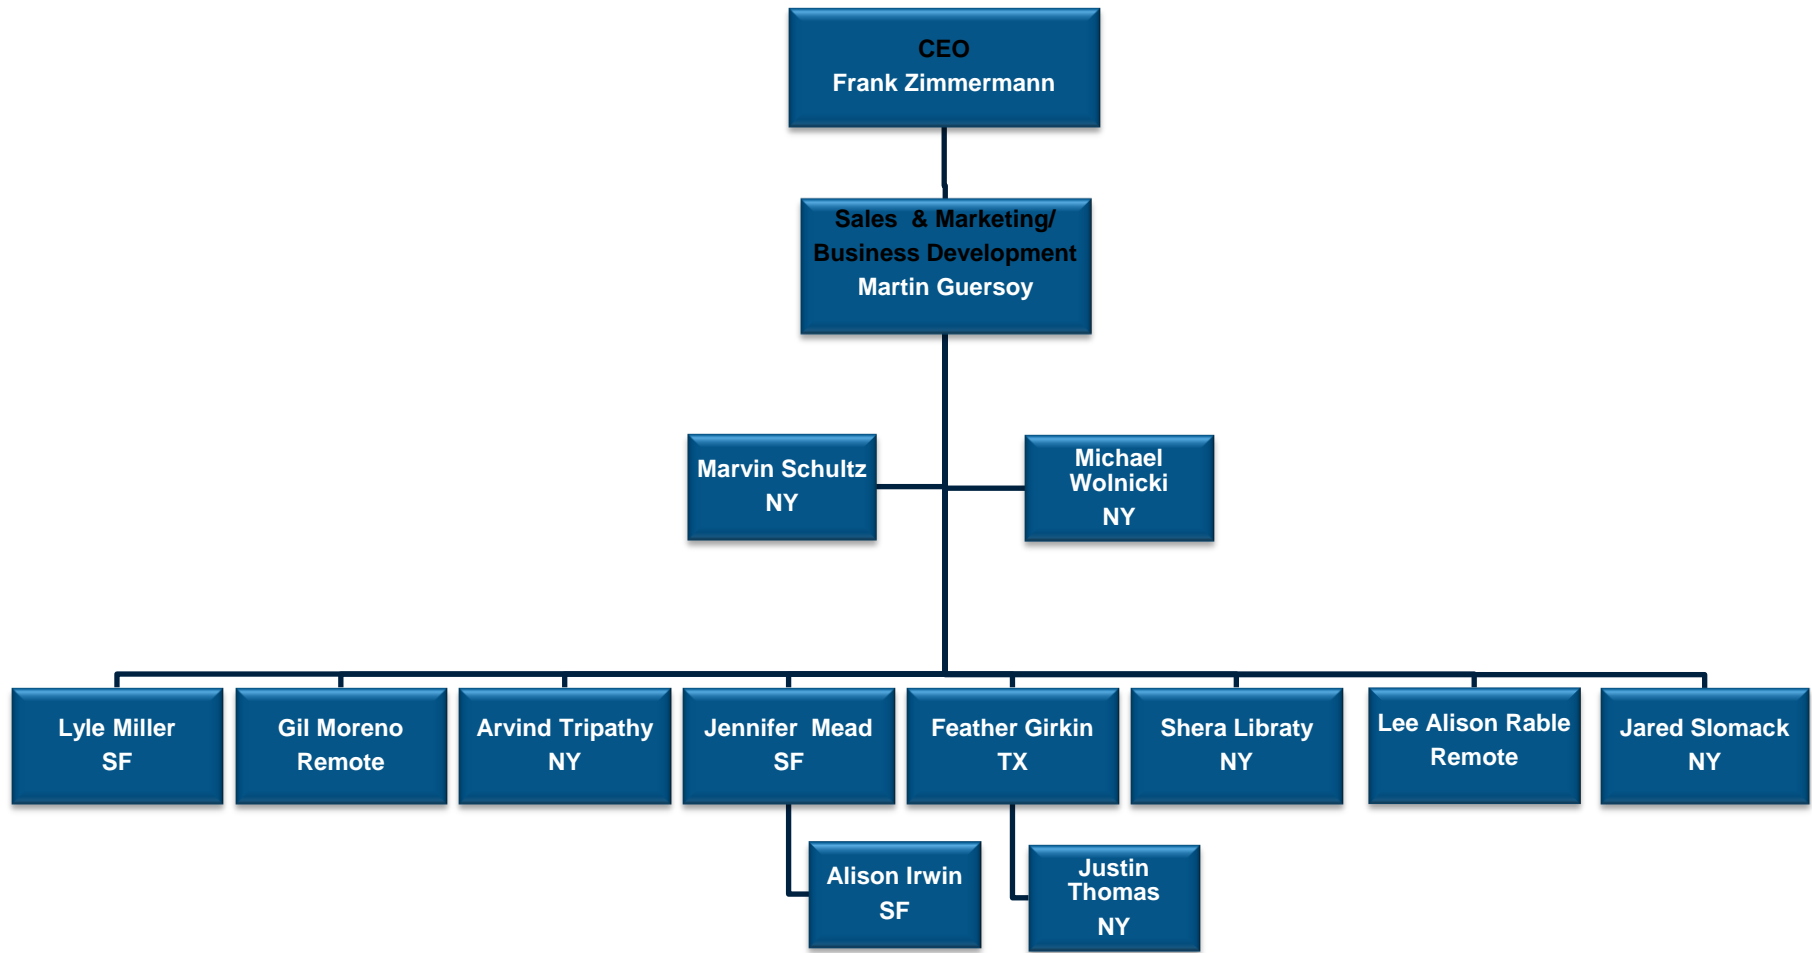 CEO
Frank Zimmermann
Sales & Marketing/
Business Development
Martin Guersoy
Marvin Schultz
NY
Michael
Wolnicki
NY
Lyle Miller
SF
Gil Moreno
Remote
Arvind Tripathy
NY
Jennifer Mead
SF
Feather Girkin
TX
Shera Libraty
NY
Lee Alison Rable
Remote
Jared Slomack
NY
Alison Irwin
SF
Justin
Thomas
NY